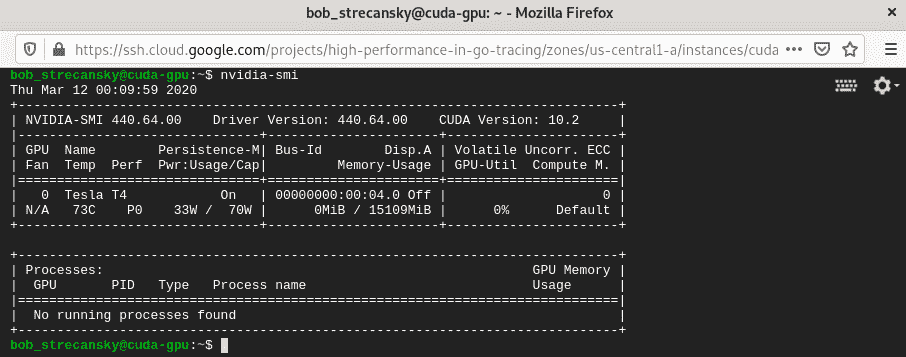 bob_strecansky@cuda-gpu: ~ - Mozilla Firefox
https://ssh.cloud.google.com/projects/high-performance-in-go-tracing/zones/us-central1-a/instances/cuda
bob_strecansky@cuda-gpu:~$ nvidia-smi
Thu Mar 12 00:09:59 2020
+-----------------------------------------------------------------------------+
| NVIDIA-SMI 440.64.00    Driver Version: 440.64.00    CUDA Version: 10.2     |
|-------------------------------+----------------------+----------------------+
| GPU  Name        Persistence-M| Bus-Id        Disp.A | Volatile Uncorr. ECC |
| Fan  Temp  Perf  Pwr:Usage/Cap|         Memory-Usage | GPU-Util  Compute M. |
|===============================+======================+======================|
|   0  Tesla T4            On   | 00000000:00:04.0 Off |                    0 |
| N/A   73C    P0    33W /  70W |      0MiB / 15109MiB |      0%      Default |
+-------------------------------+----------------------+----------------------+
+-----------------------------------------------------------------------------+
| Processes:                                                       GPU Memory |
|  GPU       PID   Type   Process name                             Usage      |
|=============================================================================|
|  No running processes found                                                 |
+-----------------------------------------------------------------------------+
bob_strecansky@cuda-gpu:~$